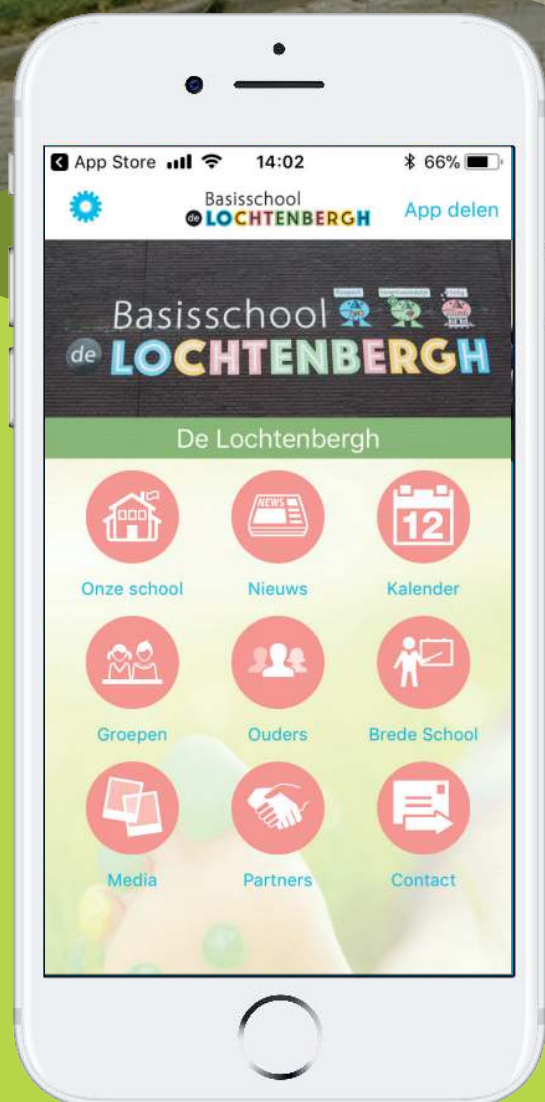 App Store 14:02 66%
Basisschool
de LOCHTENBERGH
App delen
Basisschool
de LOCHTENBERGH
De Lochtenbergh
NEWS
12
Onze school Nieuws Kalender
Groepen Ouders Brede School
Media Partners Contact